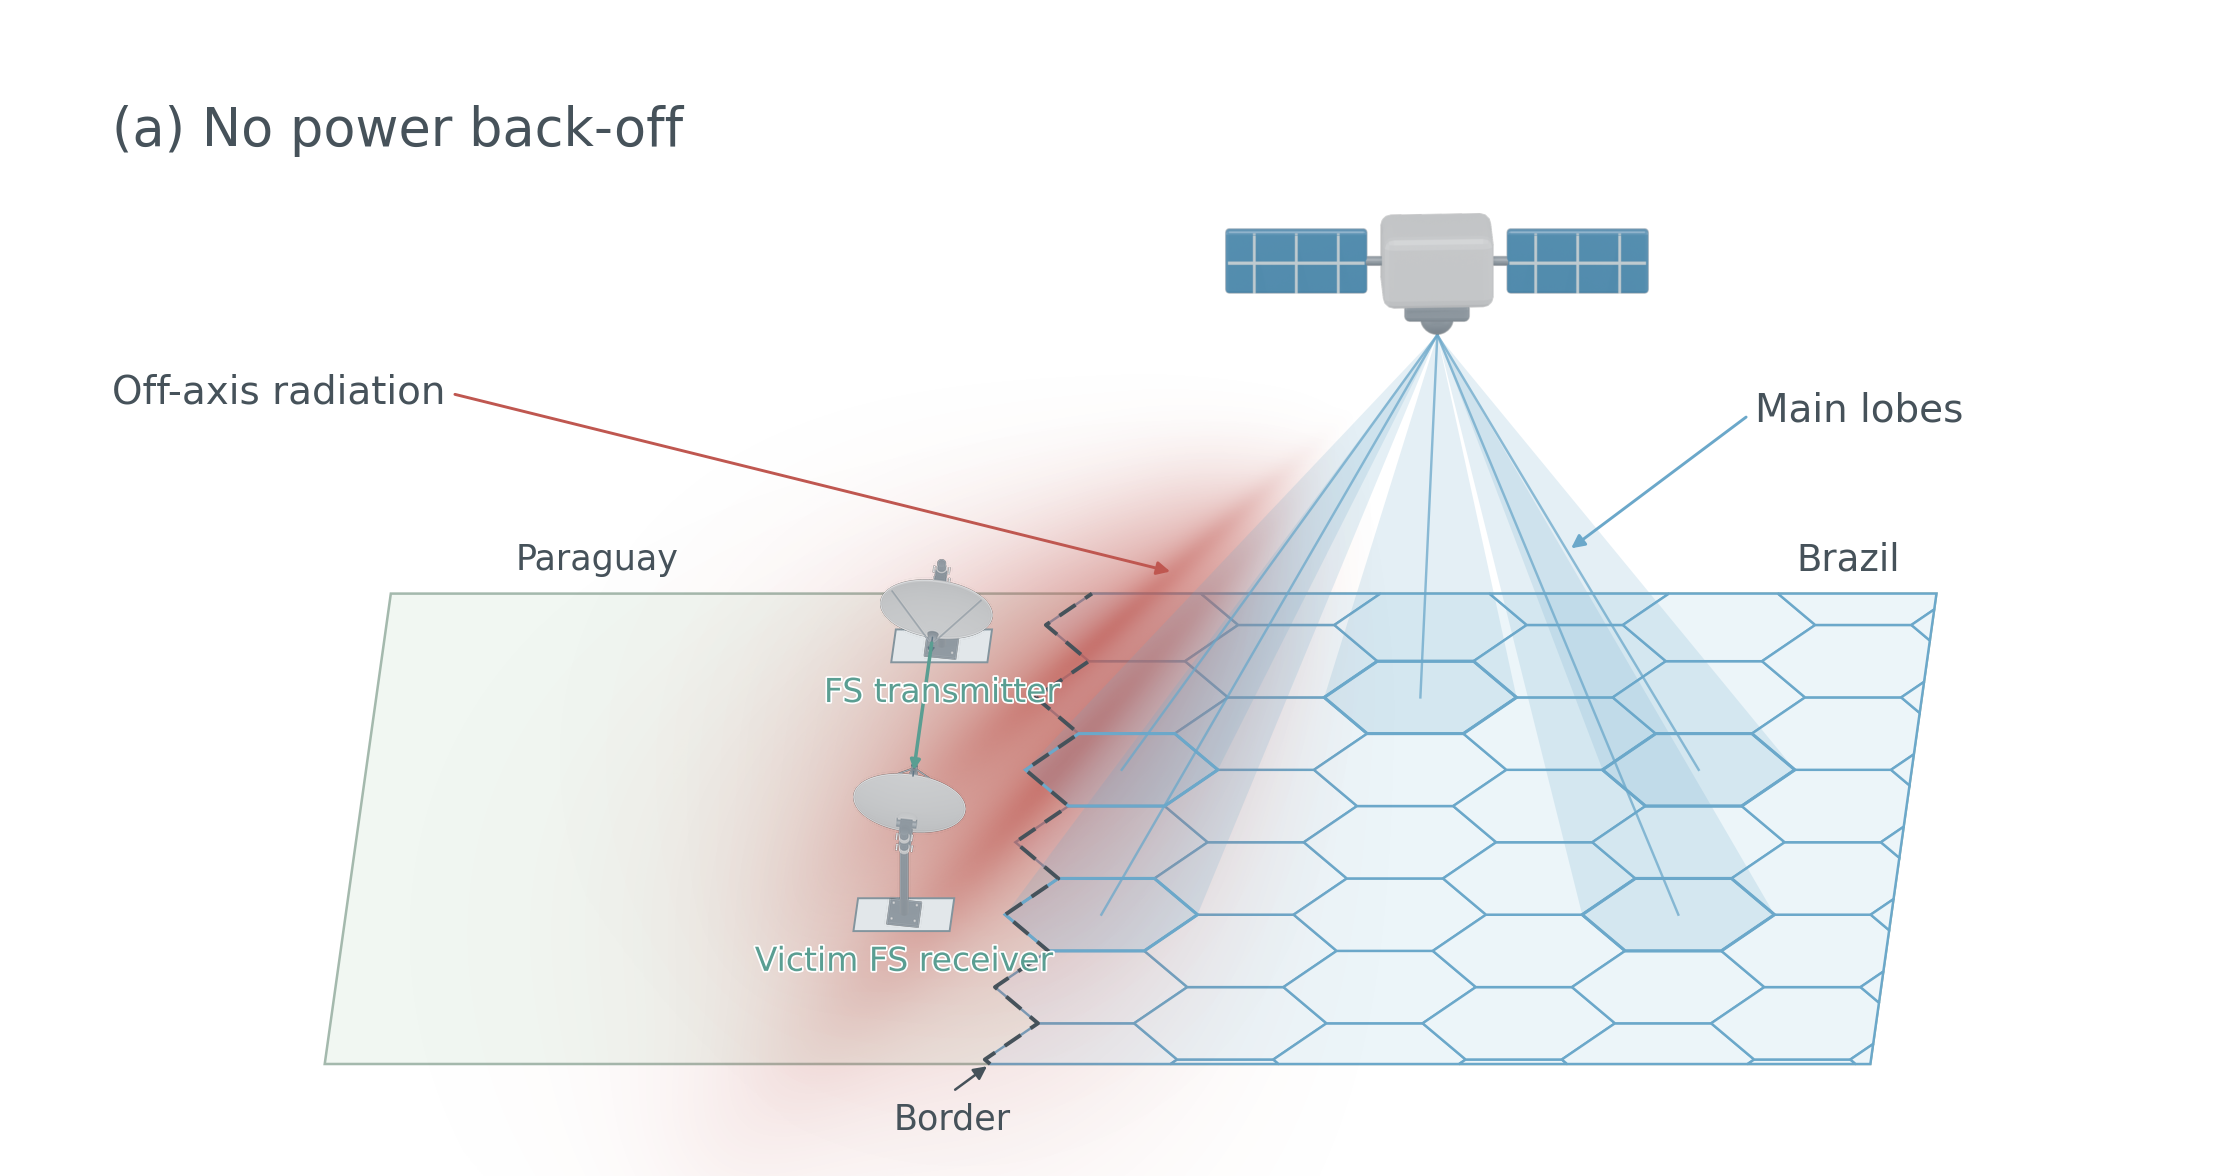 (a) No power back-off
Off-axis radiation
Main lobes
Paraguay
Brazil
FS transmitter
Victim FS receiver
Border